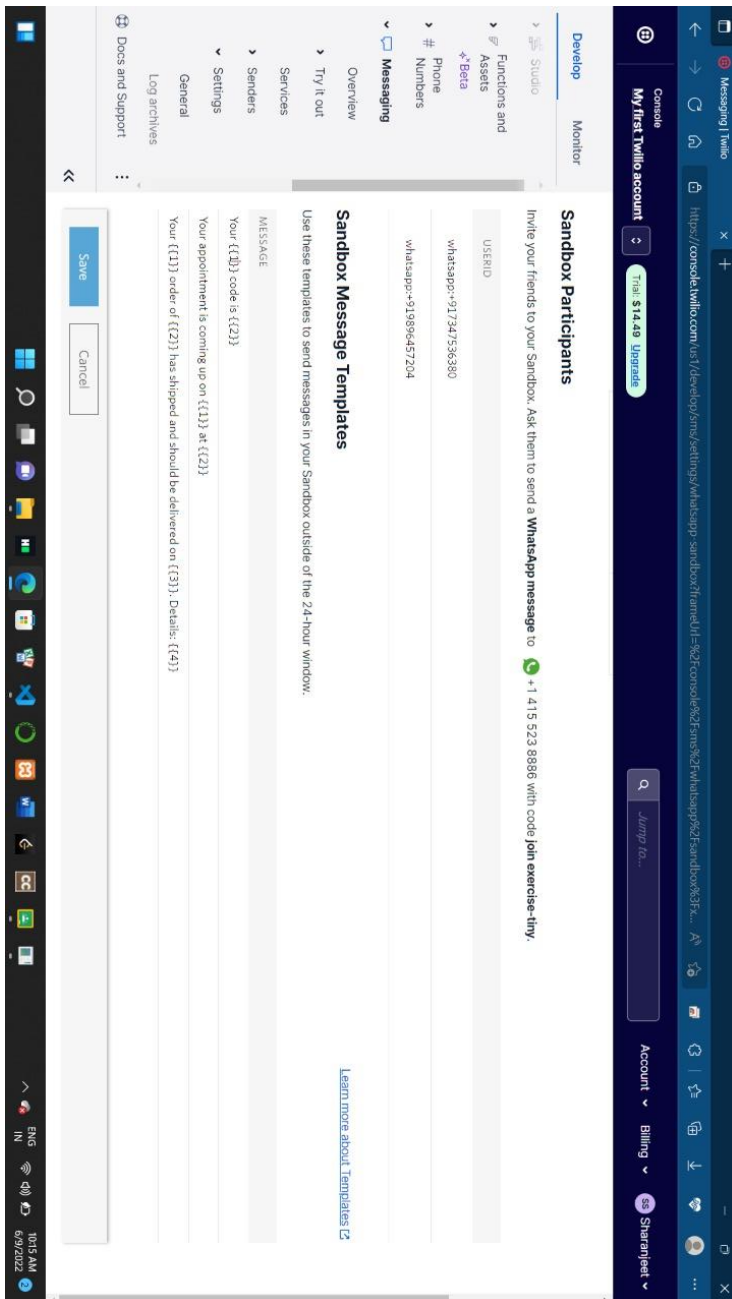 Messaging | Twilio
https://console.twilio.com/us1/develop/sms/settings/whatsapp-sandbox?frameUrl=%2Fconsole%2Fsms%2Fwhatsapp%2Fsandbox%3Fx...
Console
My first Twilio account
Trial: $14.49 Upgrade
Jump to...
Account
Billing
SS Sharanjeet
Develop
Monitor
Studio
Functions and
Assets
Beta
# Phone
Numbers
Messaging
Overview
Try it out
Services
Senders
Settings
General
Log archives
Docs and Support
Sandbox Participants
Invite your friends to your Sandbox. Ask them to send a WhatsApp message to +1 415 523 8886 with code join exercise-tiny.
USERID
whatsapp:+917347536380
whatsapp:+919896457204
Sandbox Message Templates
Learn more about Templates
Use these templates to send messages in your Sandbox outside of the 24-hour window.
MESSAGE
Your {{1}} code is {{2}}
Your appointment is coming up on {{1}} at {{2}}
Your {{1}} order of {{2}} has shipped and should be delivered on {{3}}. Details: {{4}}
Save
Cancel
ENG
IN
10:15 AM
6/9/2022
2